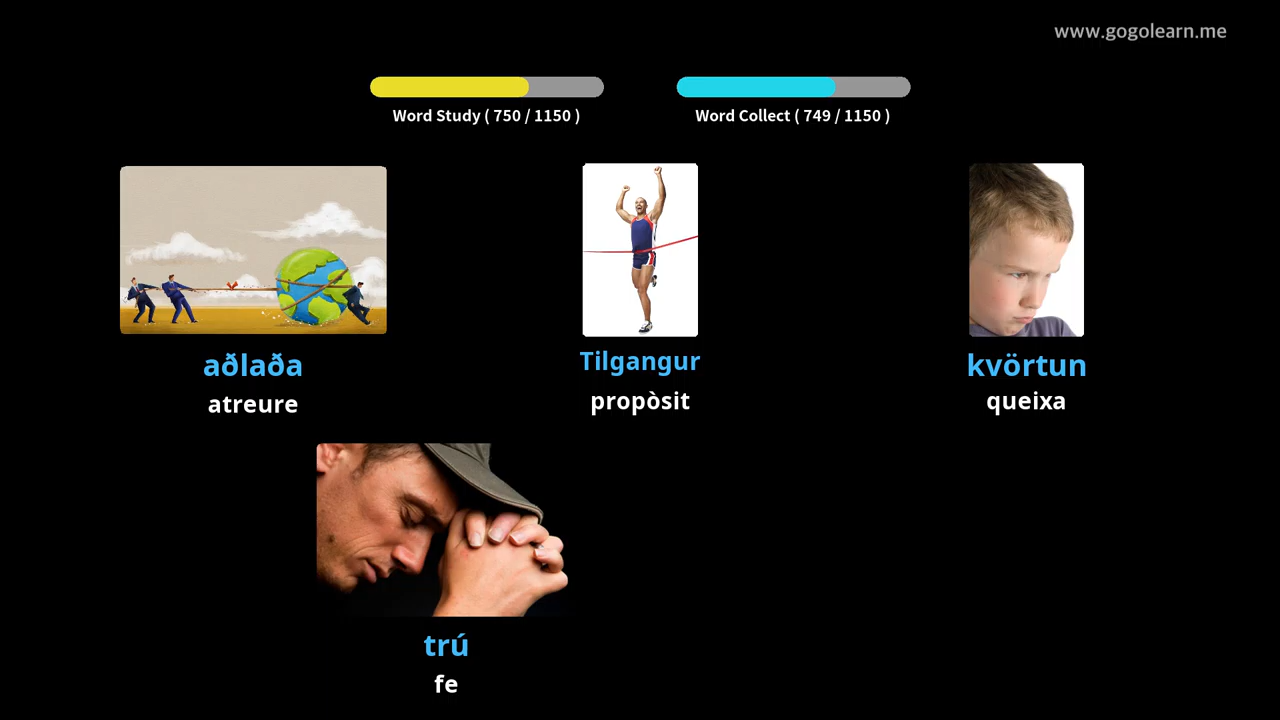 www.gogolearn.me
Word Study ( 750 / 1150 )
Word Collect ( 749 / 1150 )
aðlaða
atreure
Tilgangur
propòsit
kvörtun
queixa
trú
fe